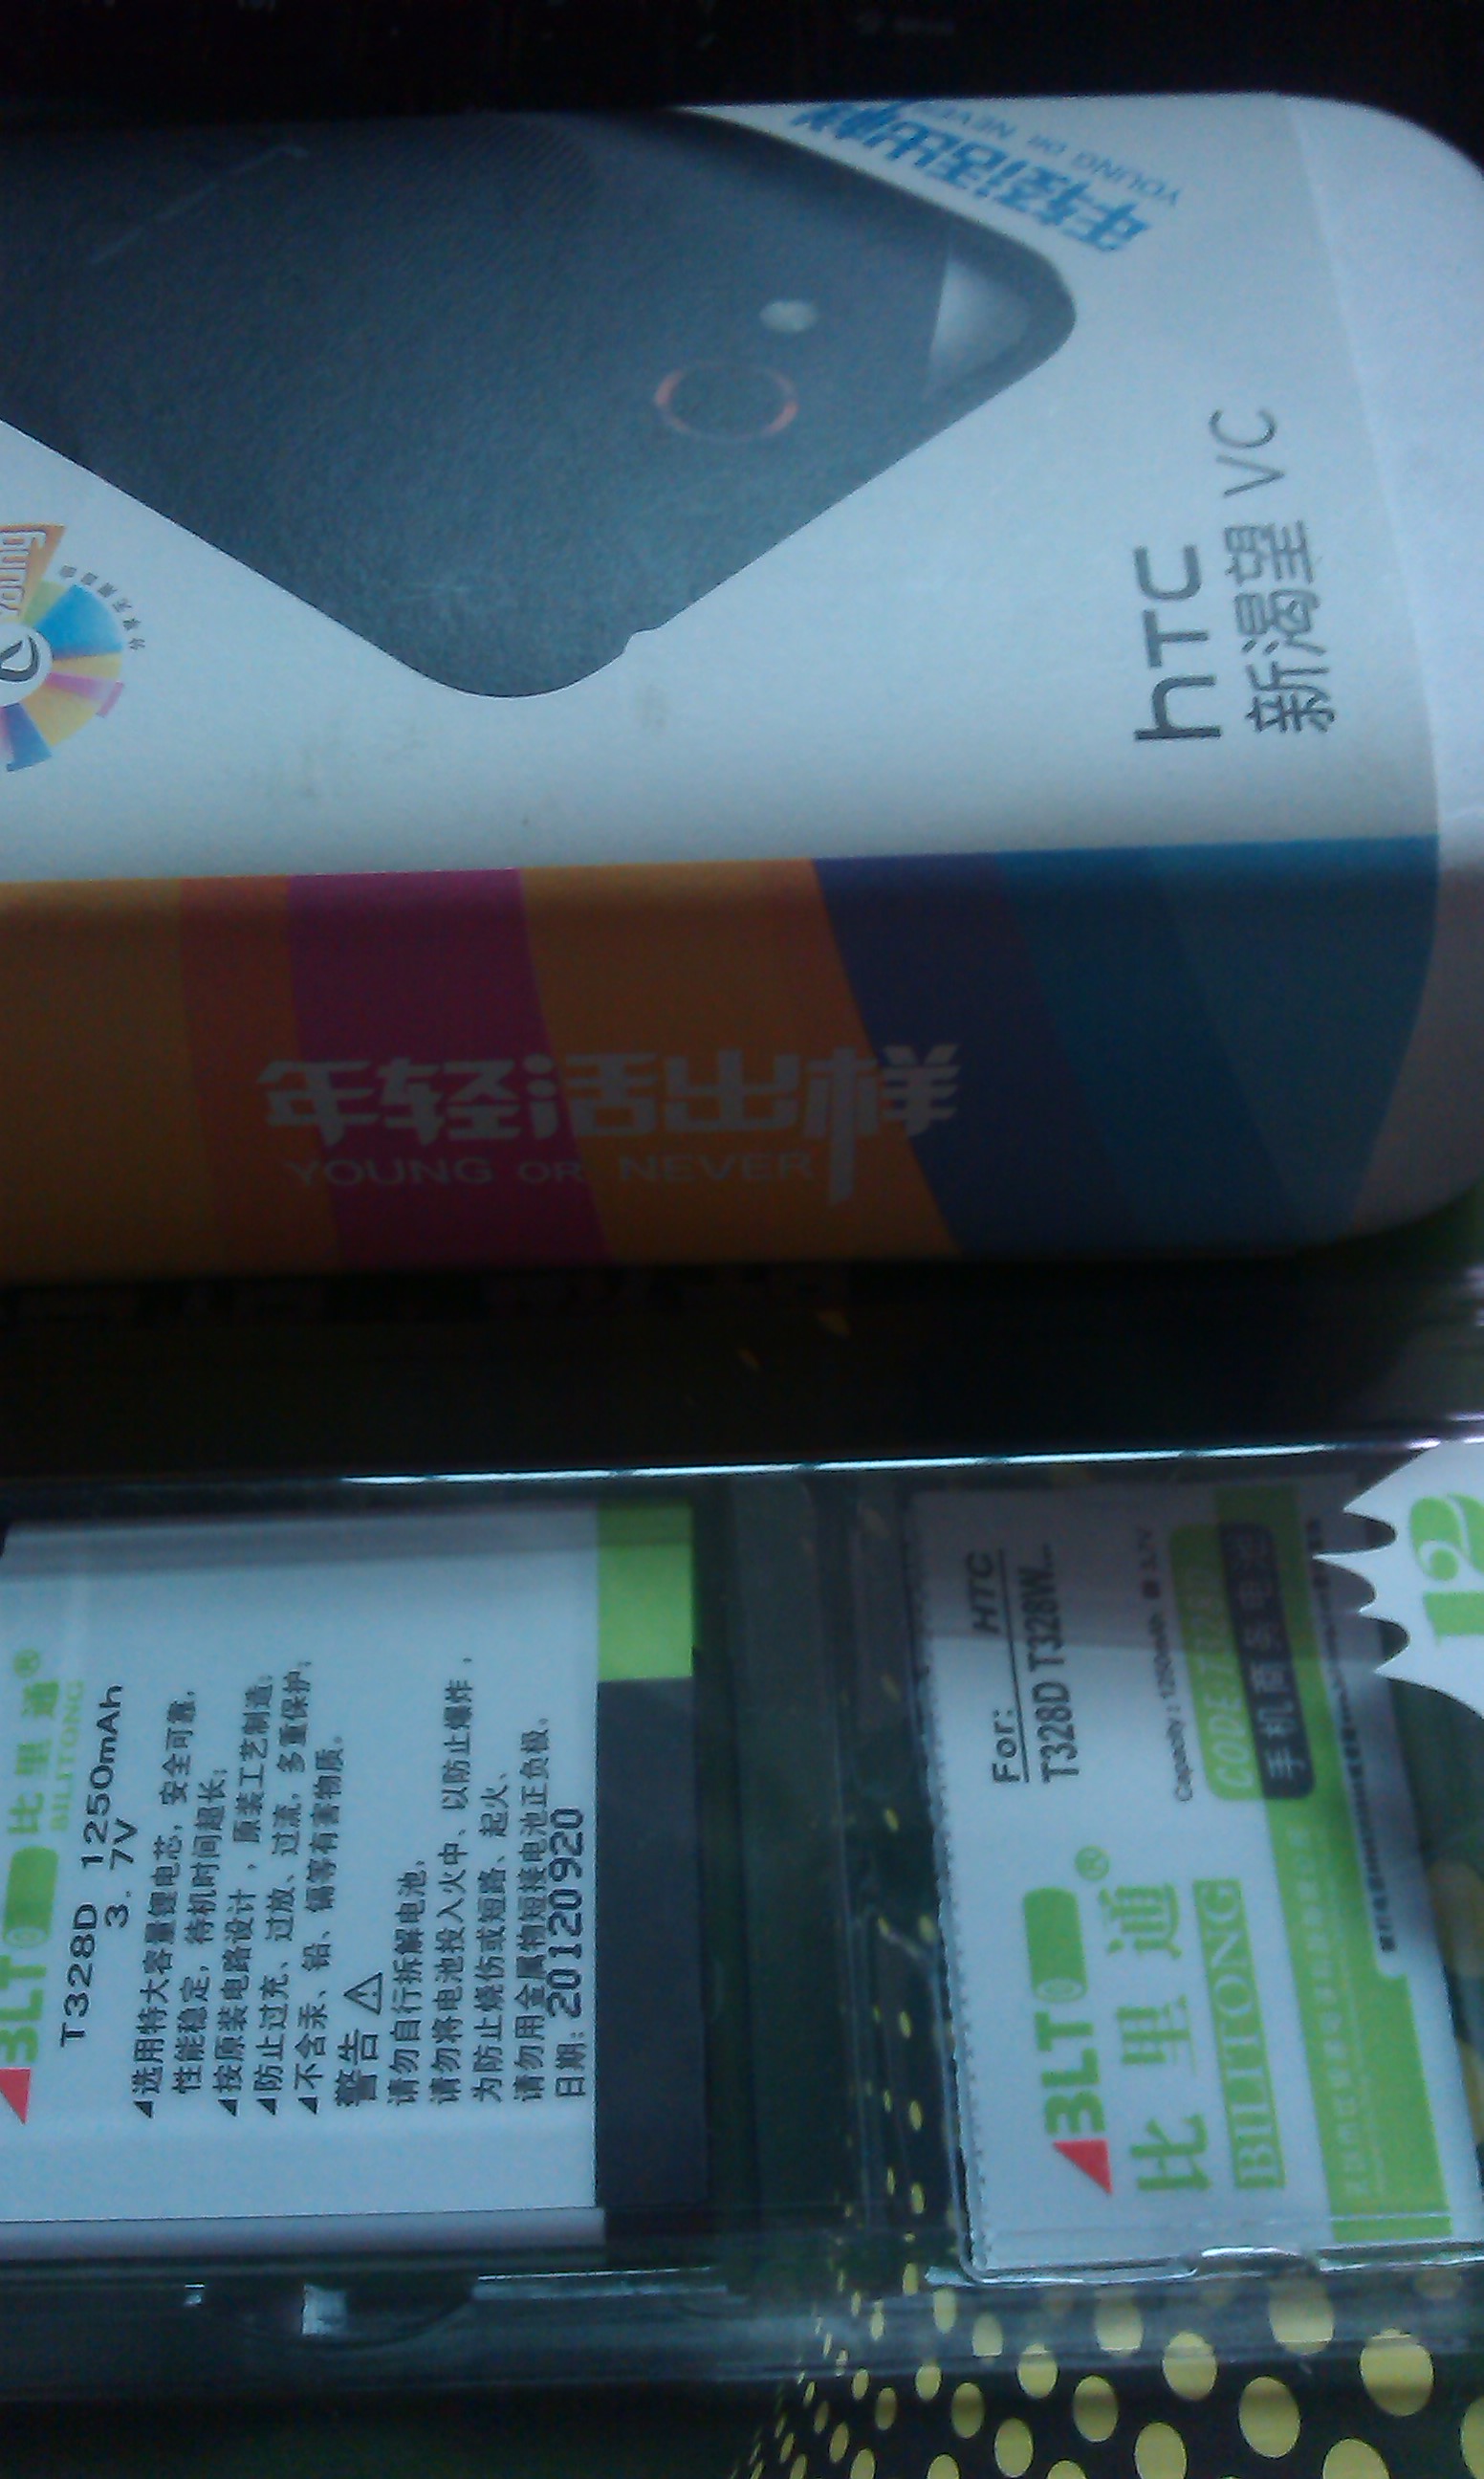 年轻活出样
YOUNG OR NEVER
hTC
新渴望 VC
Young
年轻活出样
YOUNG OR NEVER
BLT 比里通®
BILITONG
T328D 1250mAh
3.7V
选用特大容量锂电芯，安全可靠，
性能稳定，待机时间超长；
按原装电路设计，原装工艺制造；
防止过充、过放、过流，多重保护；
不含汞、铅、镉等有害物质。
警告
请勿自行拆解电池，
请勿将电池投入火中、以防止爆炸，
为防止烧伤或短路、起火、
请勿用金属物短接电池正负极。
日期：20120920
For: HTC
T328D T328W..
Capacity: 1250mAh 3.7V
CODE:T328D
手机商务电池
BLT®
比里通
BILITONG
12